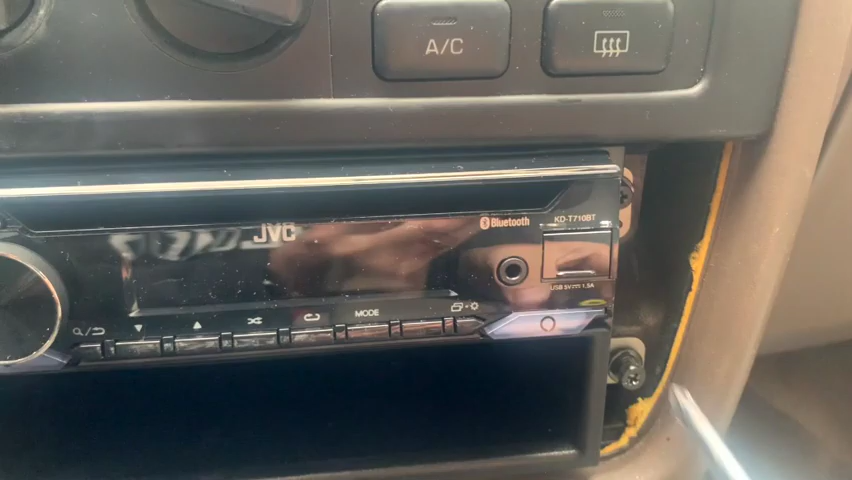 A/C
JVC
Bluetooth
KD-T710BT
USB 5V⎓1.5A
MODE